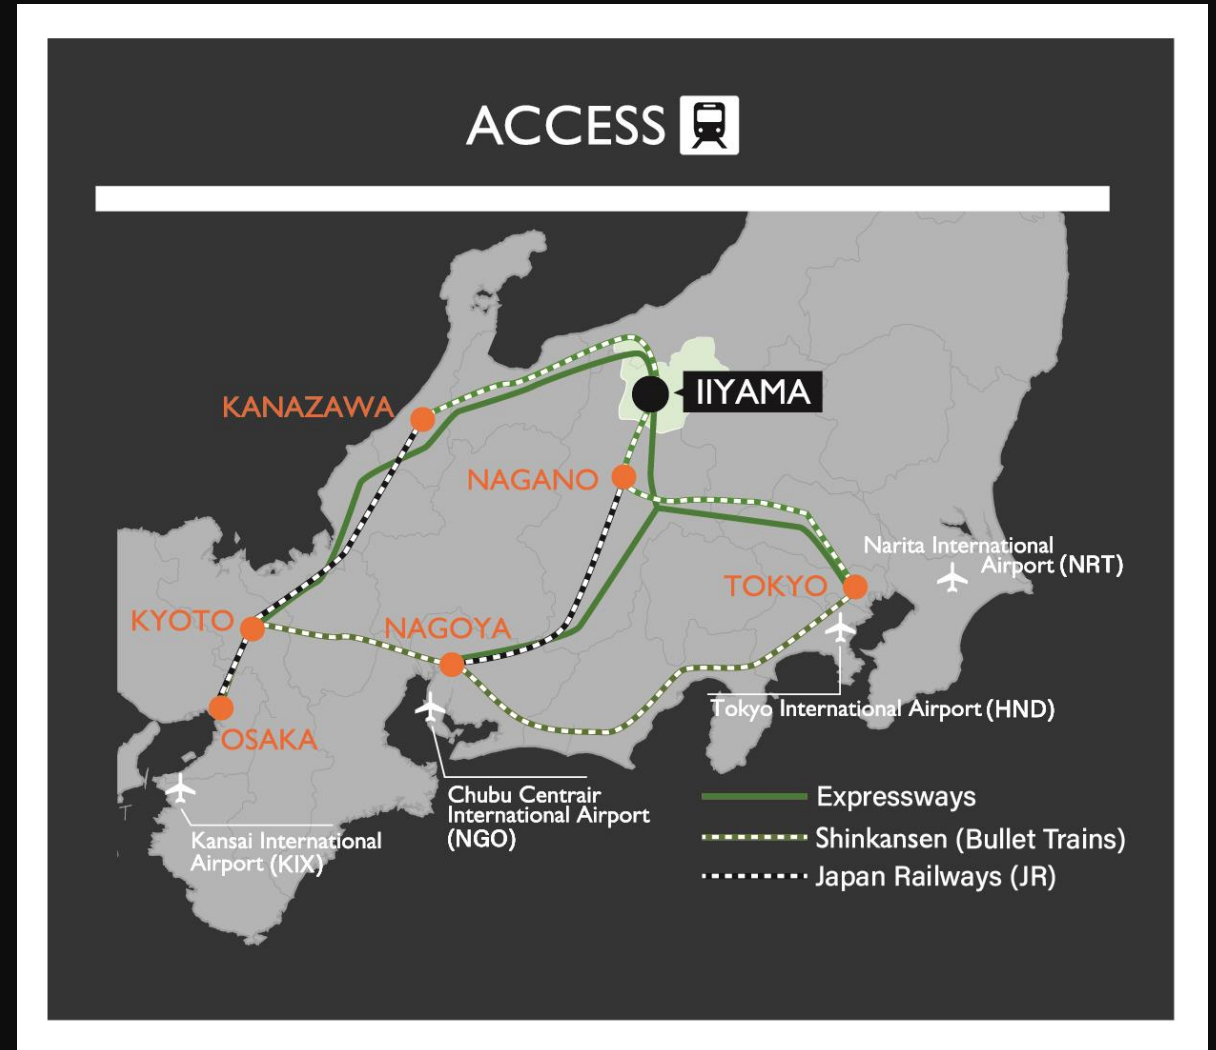 ACCESS
KANAZAWA
IIYAMA
NAGANO
Narita International
Airport (NRT)
TOKYO
KYOTO
NAGOYA
Tokyo International Airport (HND)
OSAKA
Chubu Centrair
International Airport
(NGO)
Kansai International
Airport (KIX)
Expressways
Shinkansen (Bullet Trains)
Japan Railways (JR)